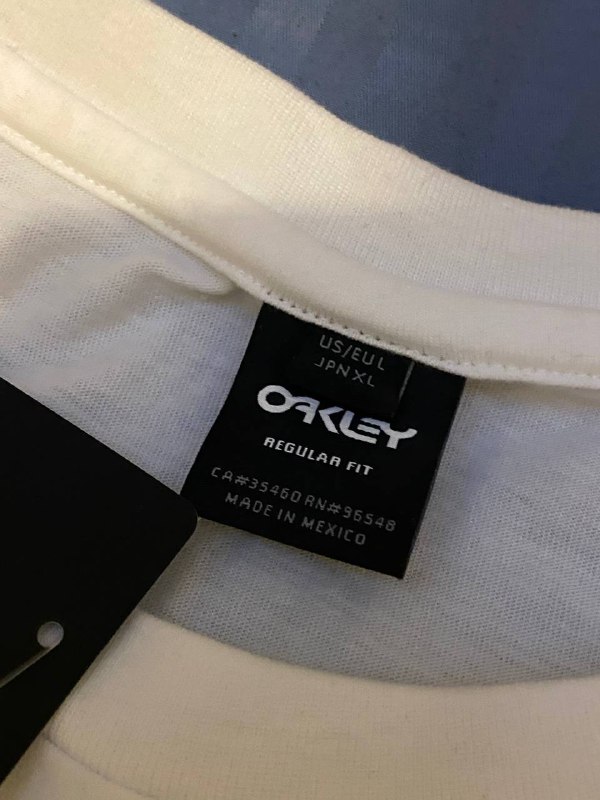 US/EU L
JPN XL
OAKLEY
REGULAR FIT
CA#35460 RN#96548
MADE IN MEXICO